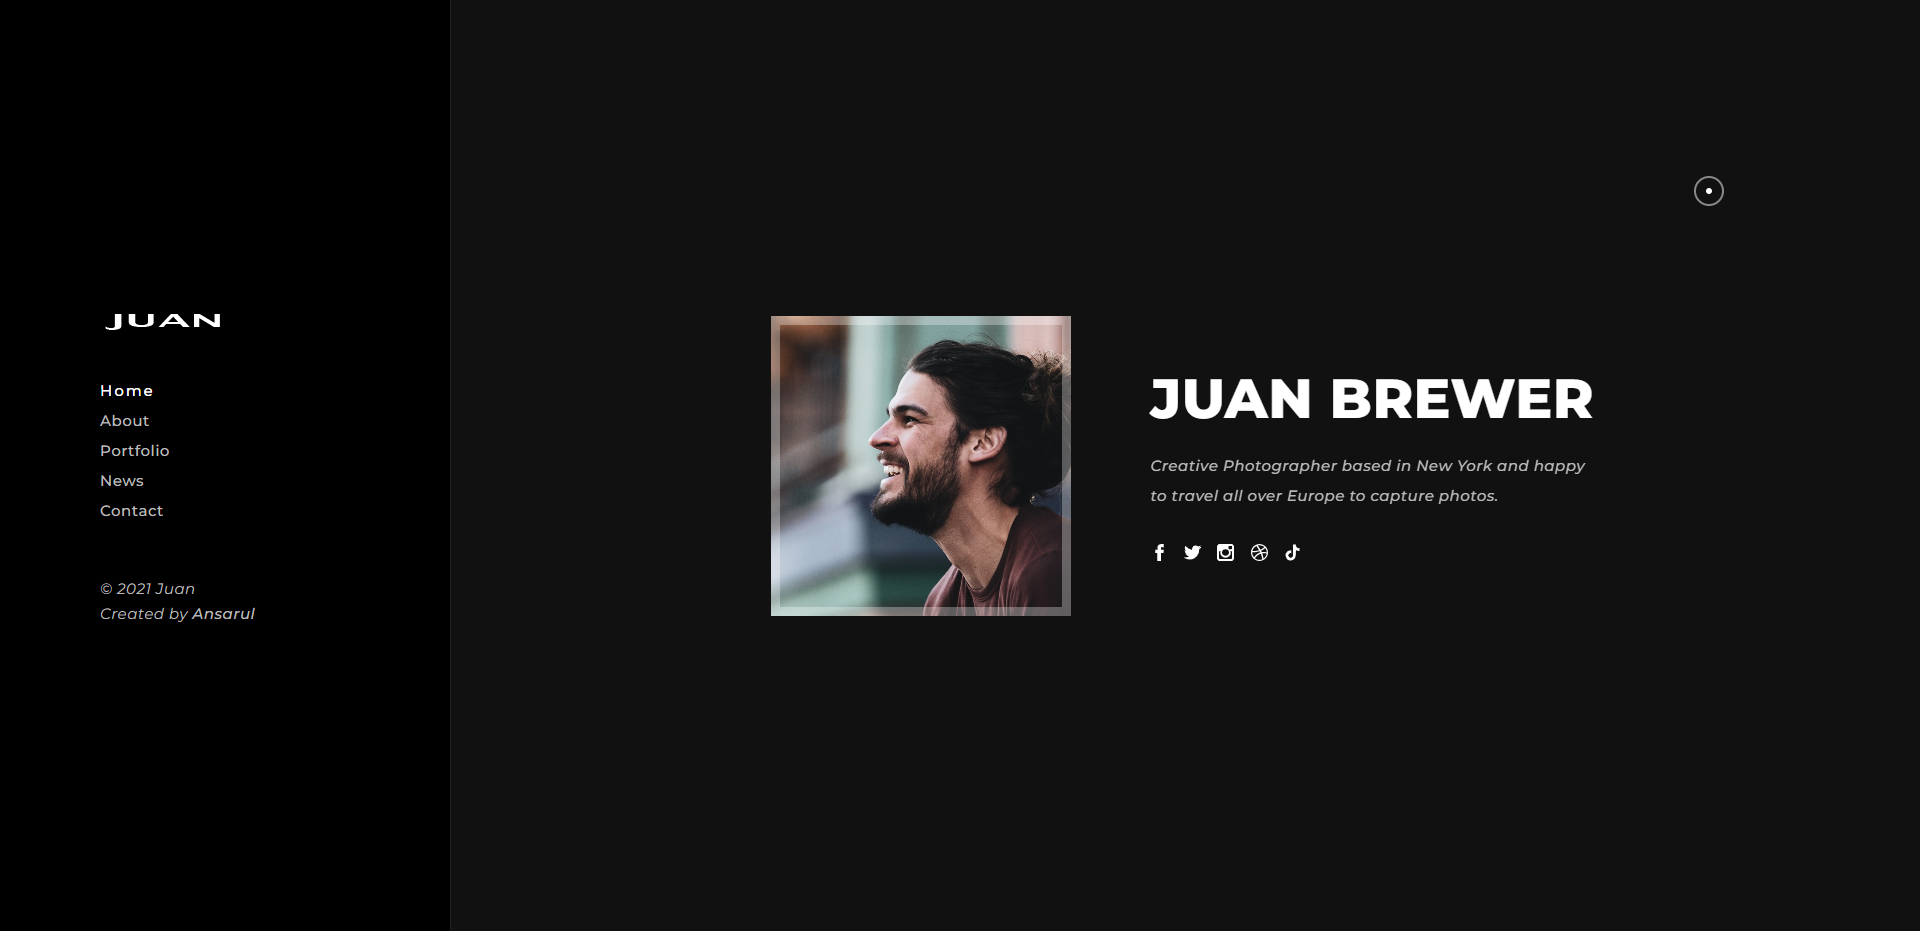 JUAN
Home
About
Portfolio
News
Contact
© 2021 Juan
Created by Ansarul
JUAN BREWER
Creative Photographer based in New York and happy
to travel all over Europe to capture photos.